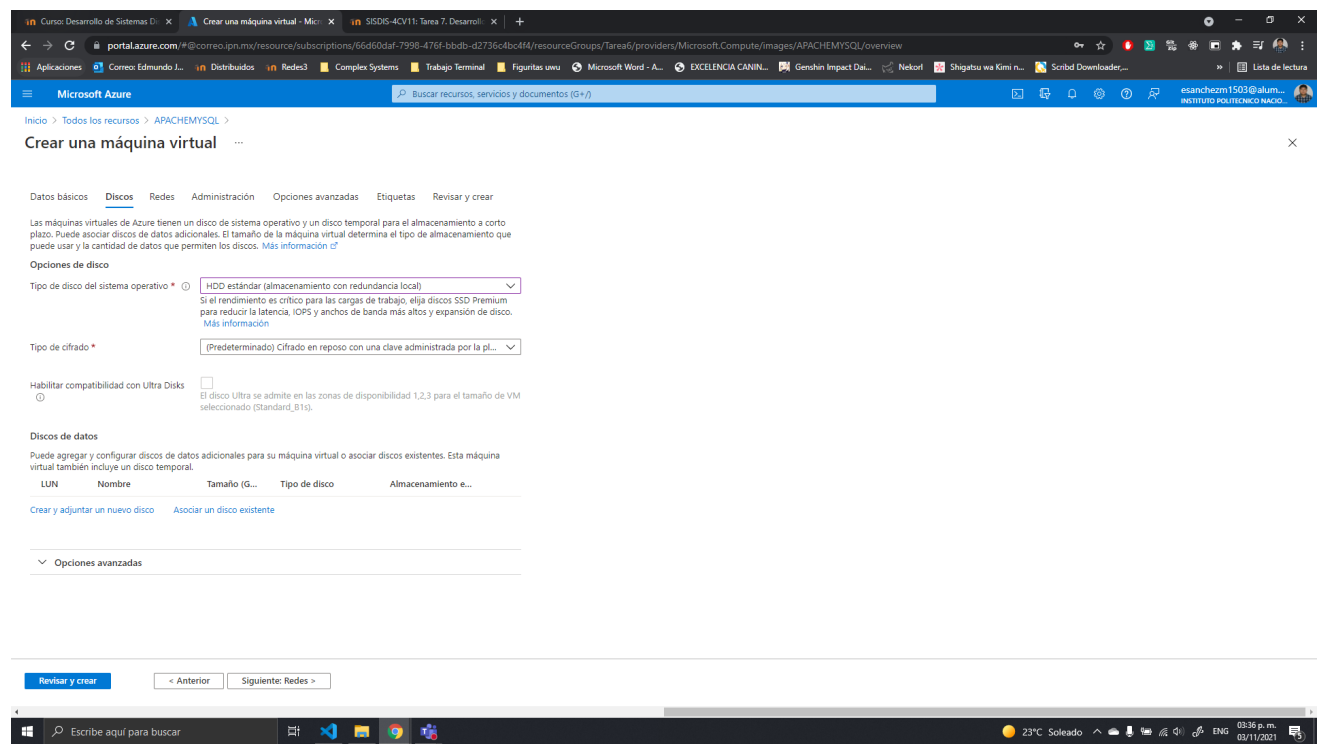 Curso: Desarrollo de Sistemas Di
Crear una máquina virtual - Micr
SISDIS-4CV11: Tarea 7. Desarroll
portal.azure.com/#@correo.ipn.mx/resource/subscriptions/66d60daf-7998-476f-bbdb-d2736c4bc4f4/resourceGroups/Tarea6/providers/Microsoft.Compute/images/APACHEMYSQL/overview
Aplicaciones Correo: Edmundo J... Distribuidos Redes3 Complex Systems Trabajo Terminal Figuritas uwu Microsoft Word - A... EXCELENCIA CANIN... Genshin Impact Dai... Nekorl Shigatsu wa Kimi n... Scribd Downloader,... » Lista de lectura
Microsoft Azure
Buscar recursos, servicios y documentos (G+/)
esanchezm1503@alum...
INSTITUTO POLITECNICO NACIO...
Inicio > Todos los recursos > APACHEMYSQL >
Crear una máquina virtual ...
Datos básicos Discos Redes Administración Opciones avanzadas Etiquetas Revisar y crear
Las máquinas virtuales de Azure tienen un disco de sistema operativo y un disco temporal para el almacenamiento a corto
plazo. Puede asociar discos de datos adicionales. El tamaño de la máquina virtual determina el tipo de almacenamiento que
puede usar y la cantidad de datos que permiten los discos. Más información
Opciones de disco
Tipo de disco del sistema operativo *
HDD estándar (almacenamiento con redundancia local)
Si el rendimiento es crítico para las cargas de trabajo, elija discos SSD Premium
para reducir la latencia, IOPS y anchos de banda más altos y expansión de disco.
Más información
Tipo de cifrado *
(Predeterminado) Cifrado en reposo con una clave administrada por la pl...
Habilitar compatibilidad con Ultra Disks
El disco Ultra se admite en las zonas de disponibilidad 1,2,3 para el tamaño de VM
seleccionado (Standard_B1s).
Discos de datos
Puede agregar y configurar discos de datos adicionales para su máquina virtual o asociar discos existentes. Esta máquina
virtual también incluye un disco temporal.
LUN Nombre Tamaño (G... Tipo de disco Almacenamiento e...
Crear y adjuntar un nuevo disco Asociar un disco existente
Opciones avanzadas
Revisar y crear < Anterior Siguiente: Redes >
Escribe aquí para buscar
23°C Soleado
ENG
03:36 p. m.
03/11/2021
5